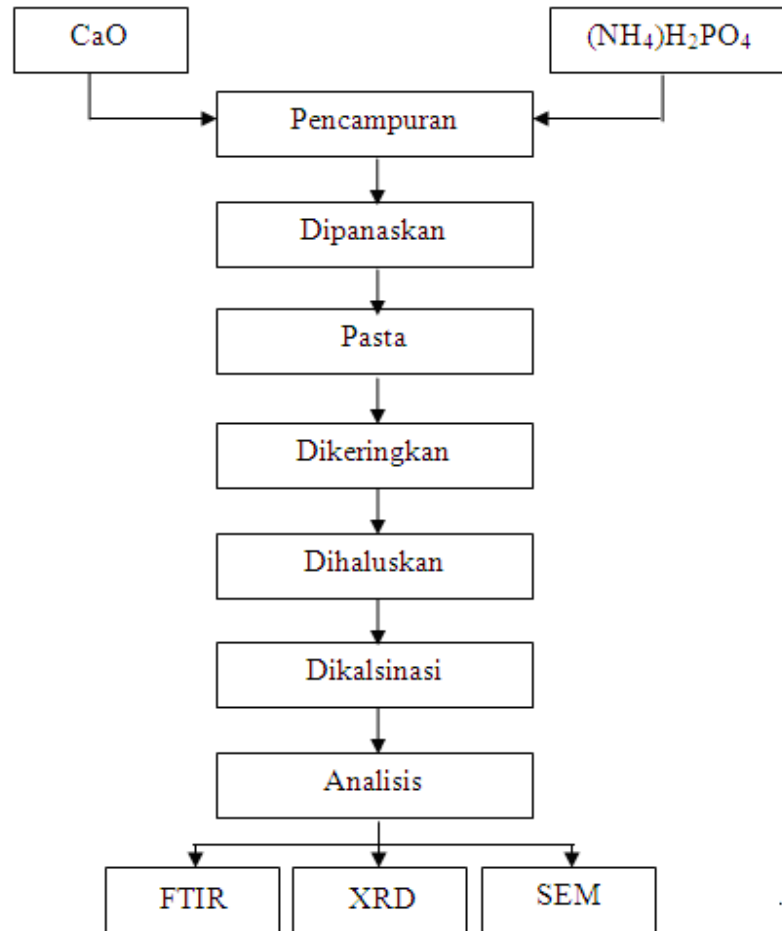 CaO
(NH₄)H₂PO₄
Pencampuran
Dipanaskan
Pasta
Dikeringkan
Dihaluskan
Dikalsinasi
Analisis
FTIR
XRD
SEM
.